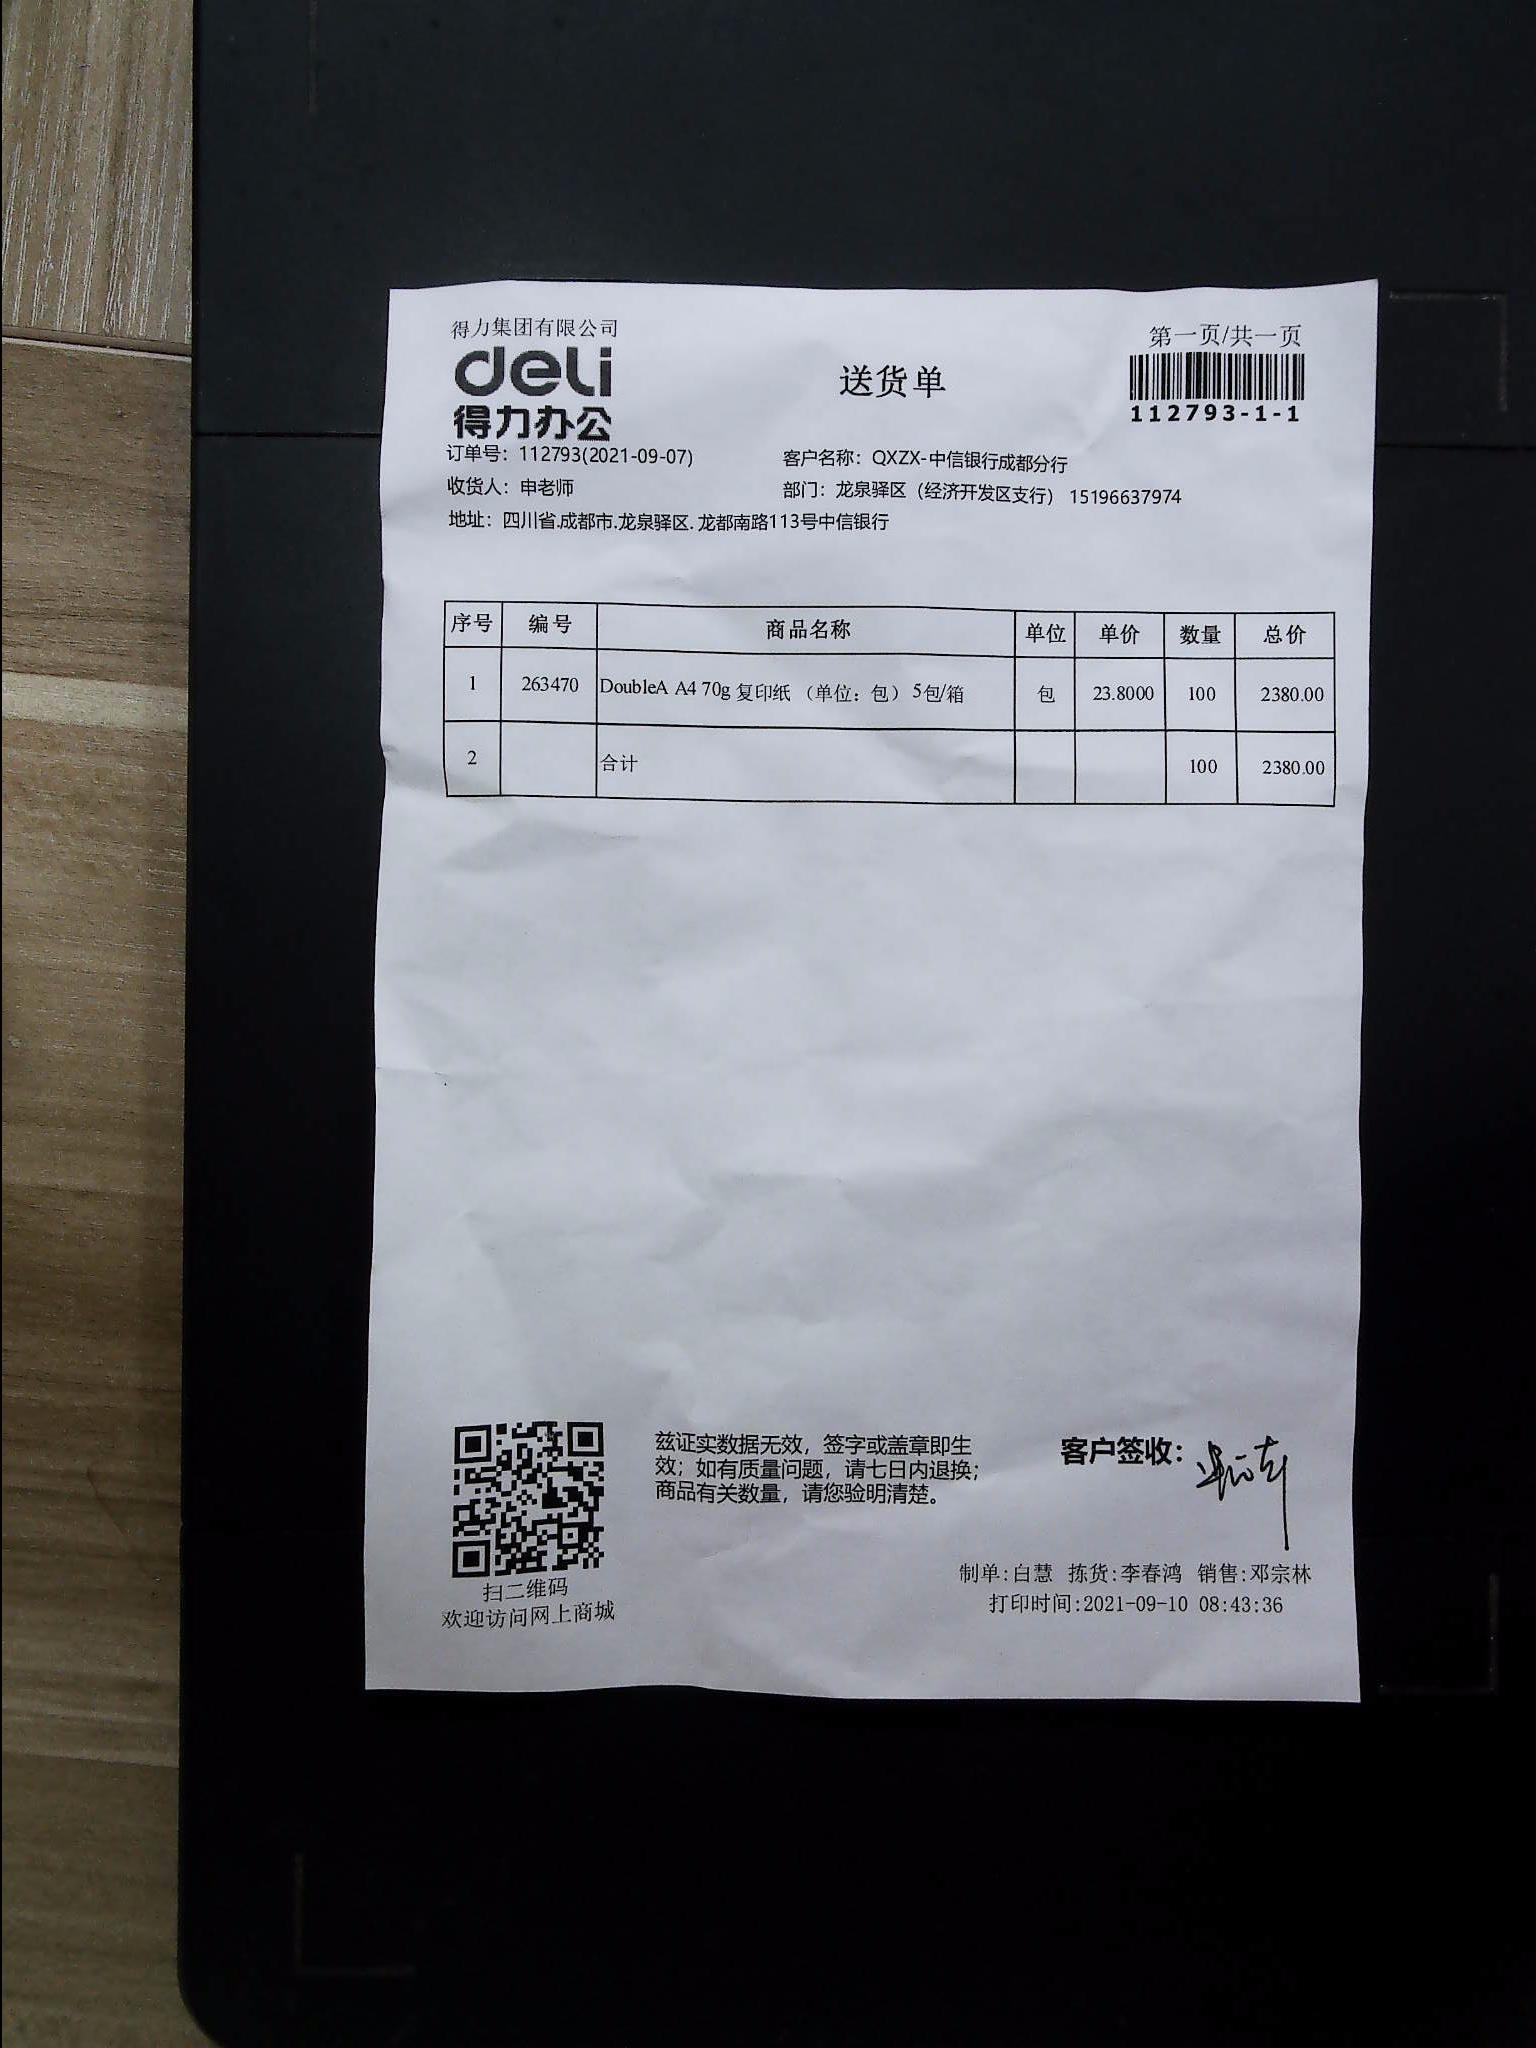 得力集团有限公司
第一页/共一页
deli
得力办公
送货单
112793-1-1
订单号：112793(2021-09-07)
客户名称：QXZX-中信银行成都分行
收货人：申老师
部门：龙泉驿区（经济开发区支行） 15196637974
地址：四川省.成都市.龙泉驿区.龙都南路113号中信银行
序号 编号 商品名称 单位 单价 数量 总价
1 263470 DoubleA A4 70g 复印纸 （单位：包） 5包/箱 包 23.8000 100 2380.00
2 合计 100 2380.00
兹证实数据无效，签字或盖章即生
效；如有质量问题，请七日内退换；
商品有关数量，请您验明清楚。
客户签收：
扫二维码
欢迎访问网上商城
制单:白慧 拣货:李春鸿 销售:邓宗林
打印时间:2021-09-10 08:43:36